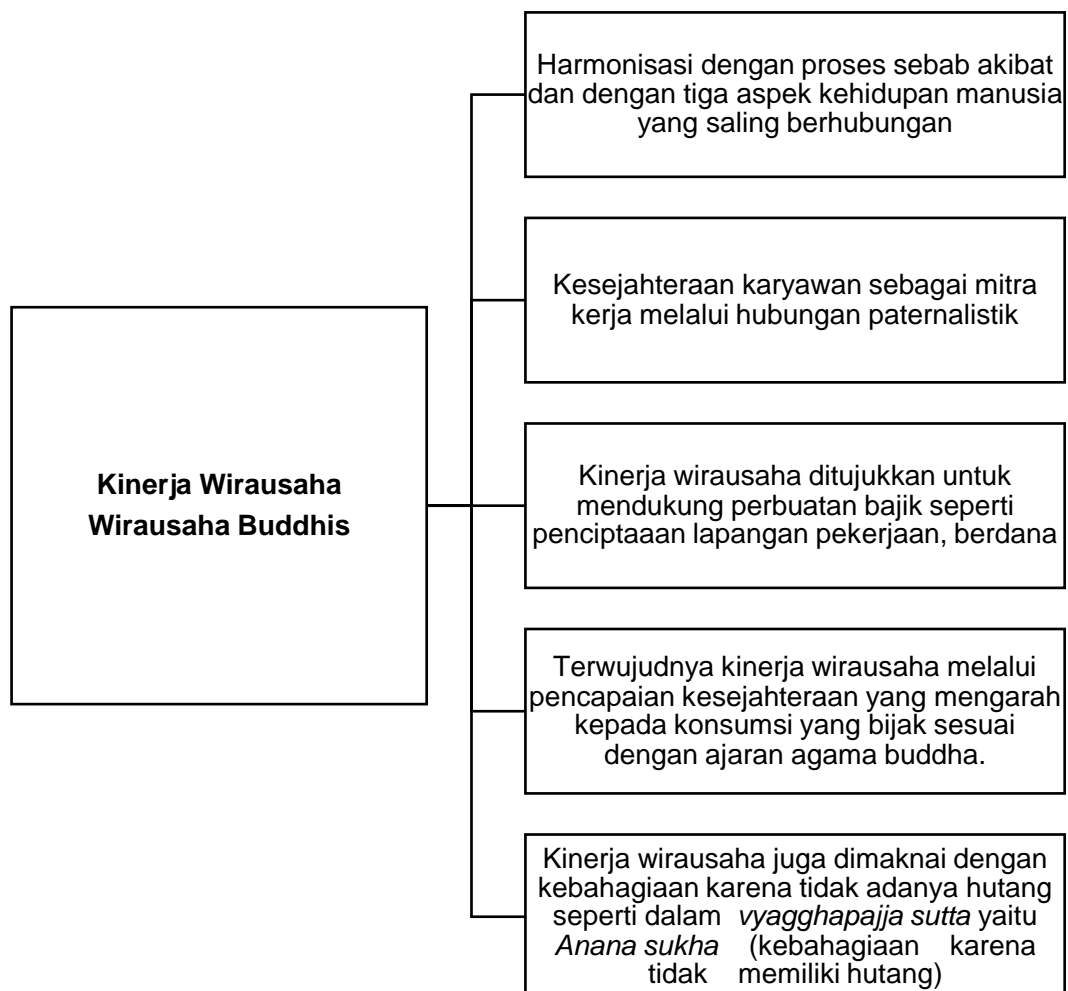 Harmonisasi dengan proses sebab akibat
dan dengan tiga aspek kehidupan manusia
yang saling berhubungan
Kesejahteraan karyawan sebagai mitra
kerja melalui hubungan paternalistik
Kinerja Wirausaha
Wirausaha Buddhis
Kinerja wirausaha ditujukkan untuk
mendukung perbuatan bajik seperti
penciptaaan lapangan pekerjaan, berdana
Terwujudnya kinerja wirausaha melalui
pencapaian kesejahteraan yang mengarah
kepada konsumsi yang bijak sesuai
dengan ajaran agama buddha.
Kinerja wirausaha juga dimaknai dengan
kebahagiaan karena tidak adanya hutang
seperti dalam vyagghapajja sutta yaitu
Anana sukha (kebahagiaan karena
tidak memiliki hutang)